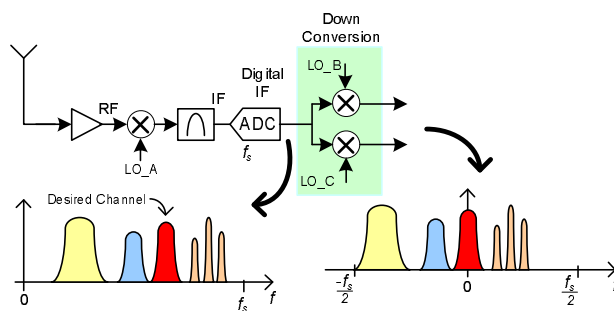 Down
Conversion
Digital
IF
LO_B
RF
IF
ADC
LO_A
fs
LO_C
Desired Channel
0
fs
f
-fs
2
0
fs
2